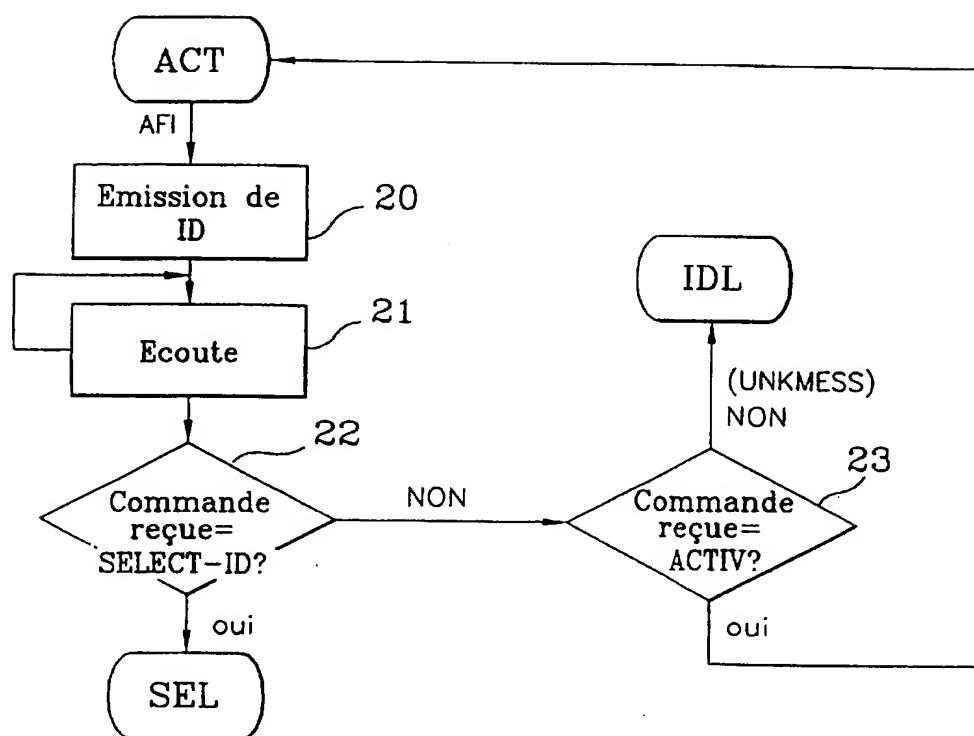 ACT
AFI
Emission de
ID
20
Ecoute
21
22
Commande
reçue=
SELECT-ID?
NON
oui
SEL
IDL
(UNKMESS)
NON
23
Commande
reçue=
ACTIV?
oui